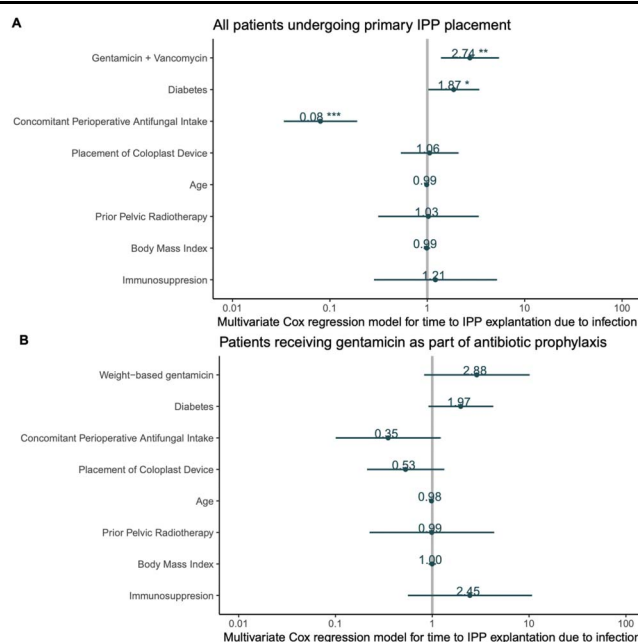 A
All patients undergoing primary IPP placement
Gentamicin + Vancomycin
2.74 **
Diabetes
1.87 *
Concomitant Perioperative Antifungal Intake
0.08 ***
Placement of Coloplast Device
1.06
Age
0.99
Prior Pelvic Radiotherapy
1.03
Body Mass Index
0.99
Immunosuppresion
1.21
0.01 0.1 1 10 100
Multivariate Cox regression model for time to IPP explantation due to infection
B
Patients receiving gentamicin as part of antibiotic prophylaxis
Weight−based gentamicin
2.88
Diabetes
1.97
Concomitant Perioperative Antifungal Intake
0.35
Placement of Coloplast Device
0.53
Age
0.98
Prior Pelvic Radiotherapy
0.99
Body Mass Index
1.00
Immunosuppresion
2.45
0.01 0.1 1 10 100
Multivariate Cox regression model for time to IPP explantation due to infection